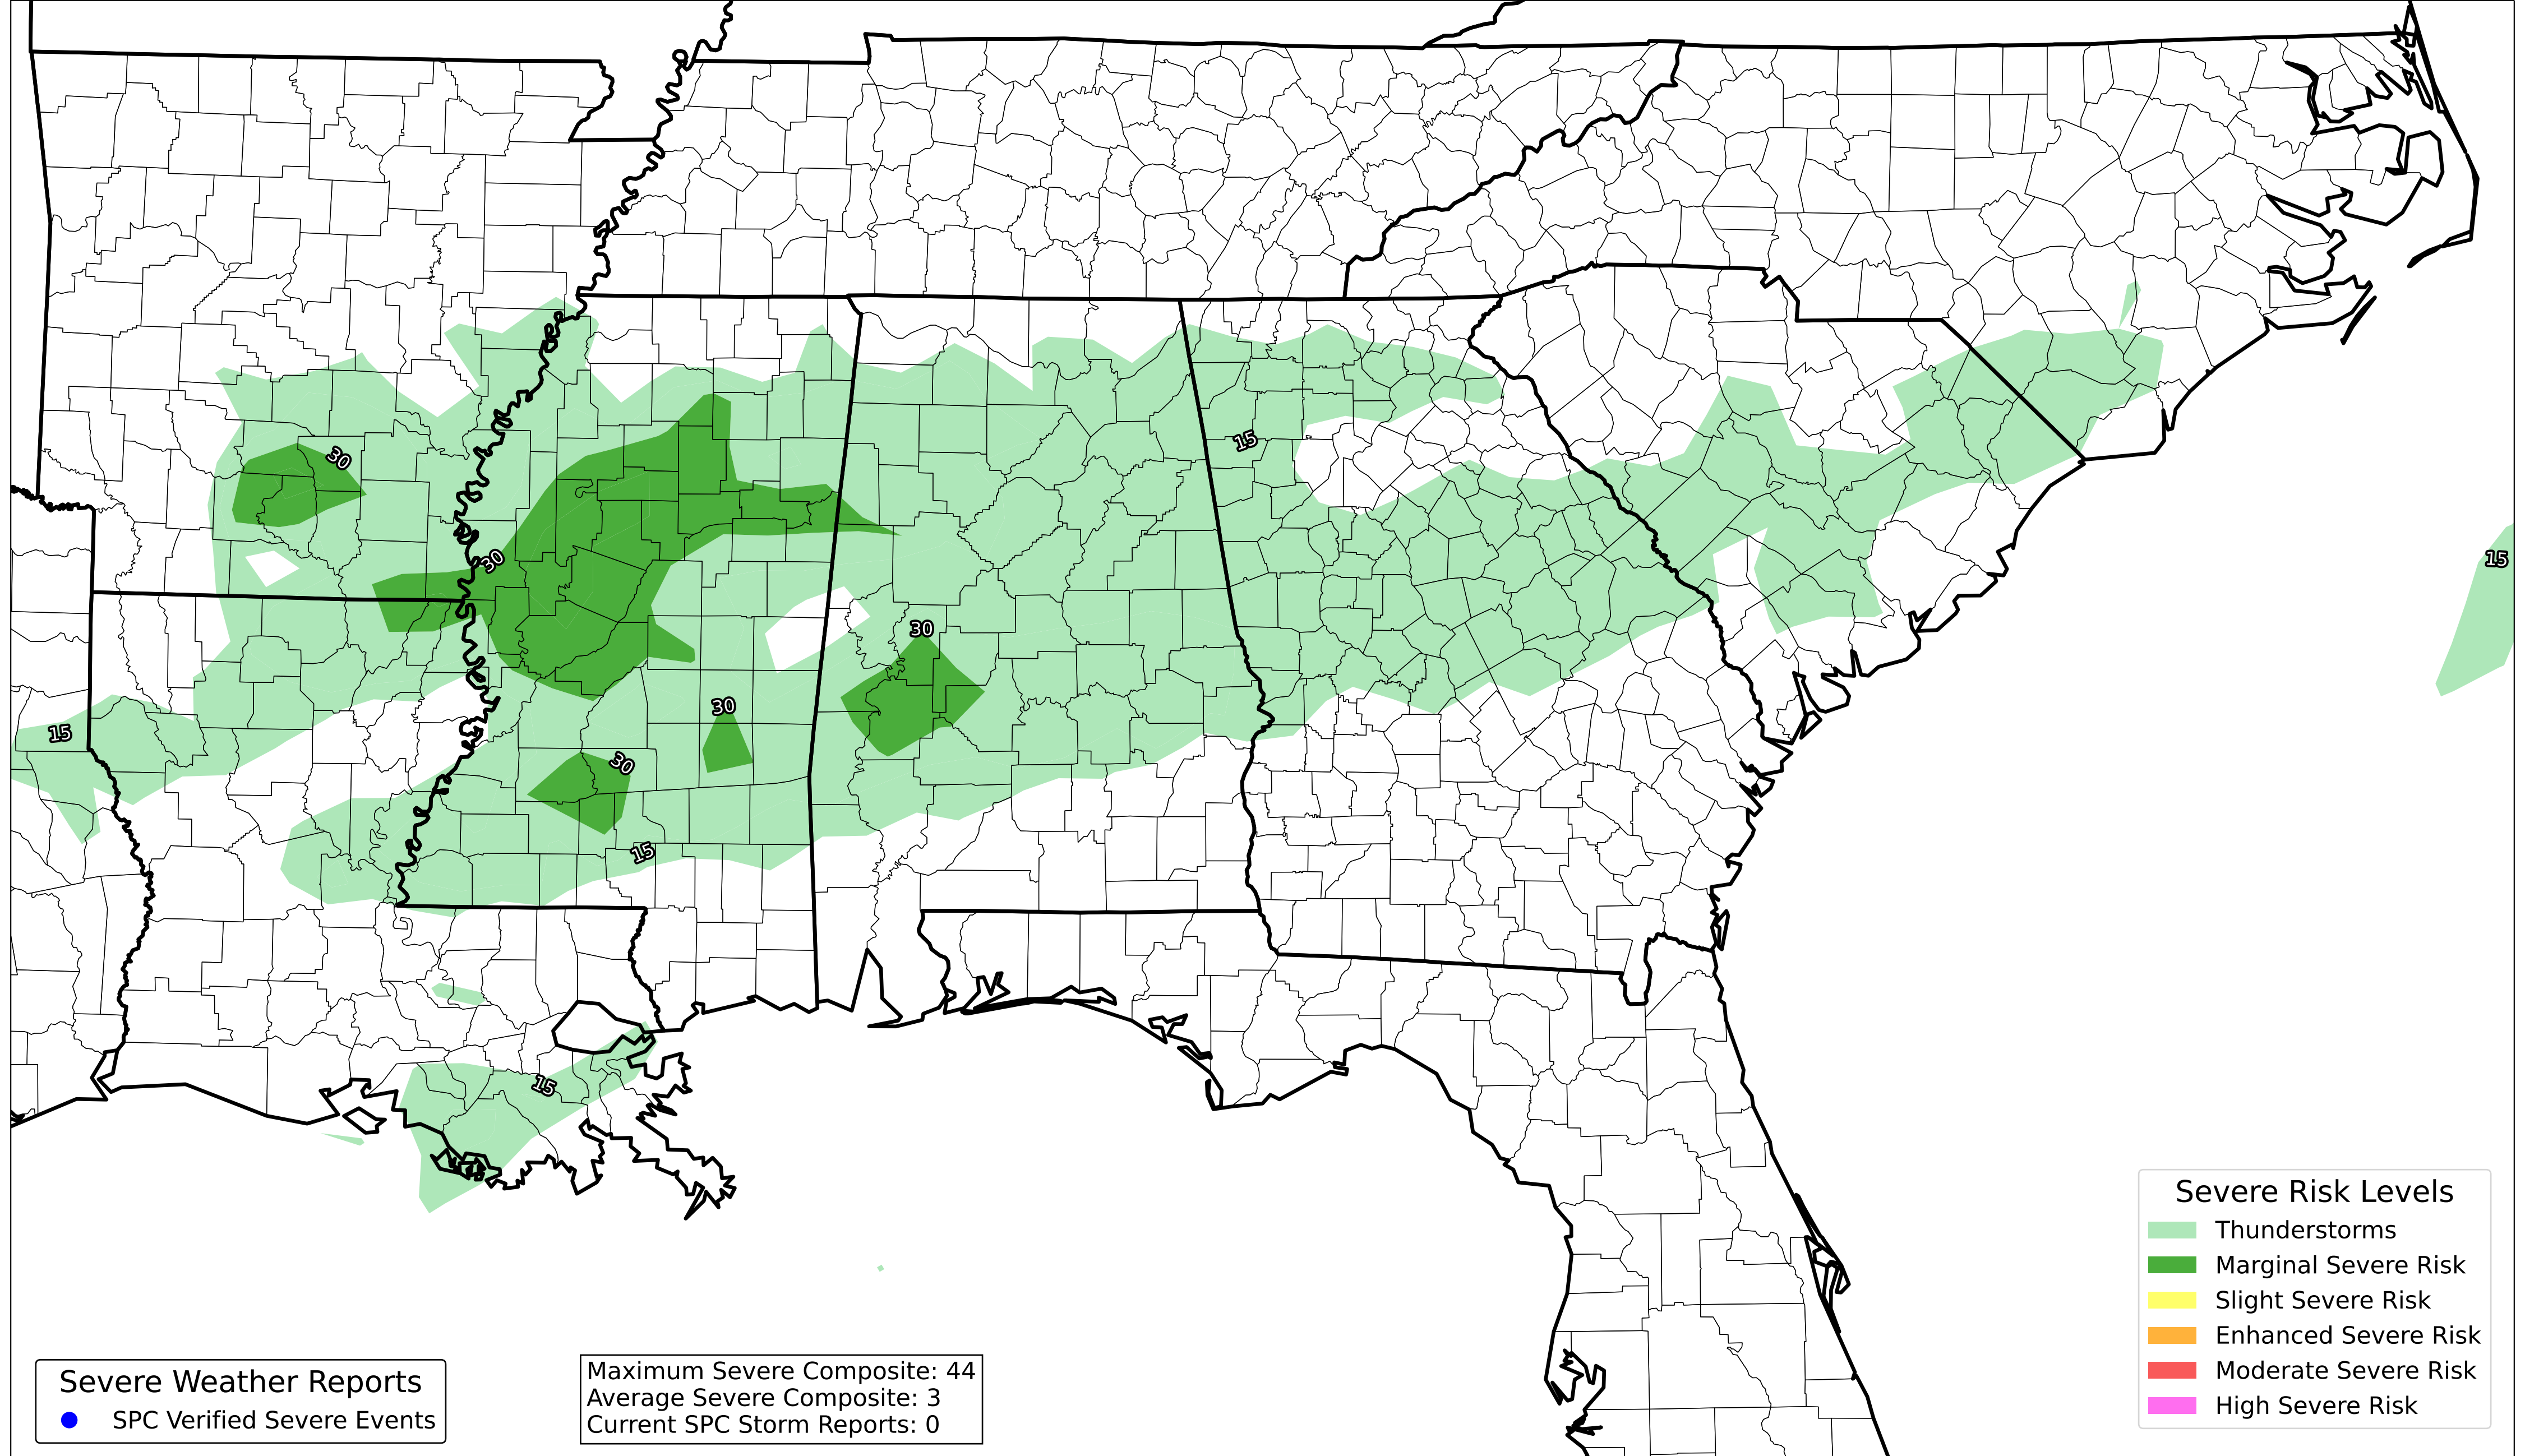 30
15
30
15
30
30
15
30
15
15
Severe Risk Levels
Thunderstorms
Marginal Severe Risk
Slight Severe Risk
Enhanced Severe Risk
Moderate Severe Risk
High Severe Risk
Severe Weather Reports
SPC Verified Severe Events
Maximum Severe Composite: 44
Average Severe Composite: 3
Current SPC Storm Reports: 0